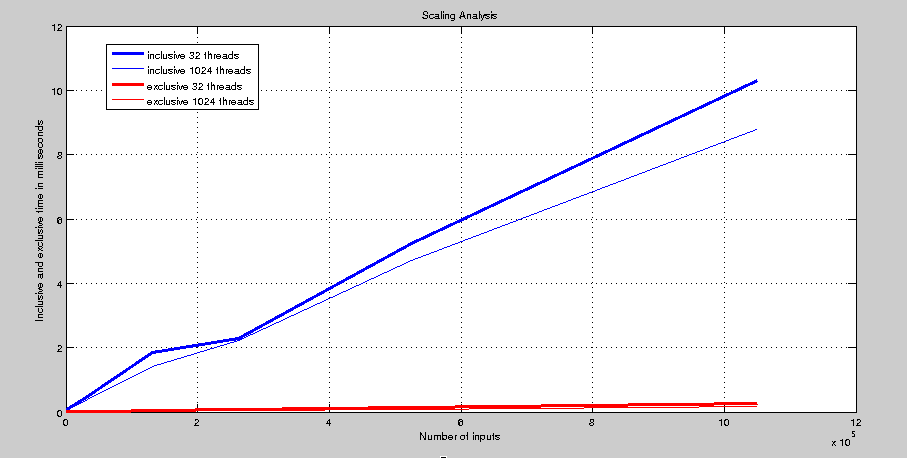 Scaling Analysis
12
10
8
6
4
2
0
inclusive 32 threads
inclusive 1024 threads
exclusive 32 threads
exclusive 1024 threads
Inclusive and exclusive time in milliseconds
0 2 4 6 8 10 12
Number of inputs
x 10^5